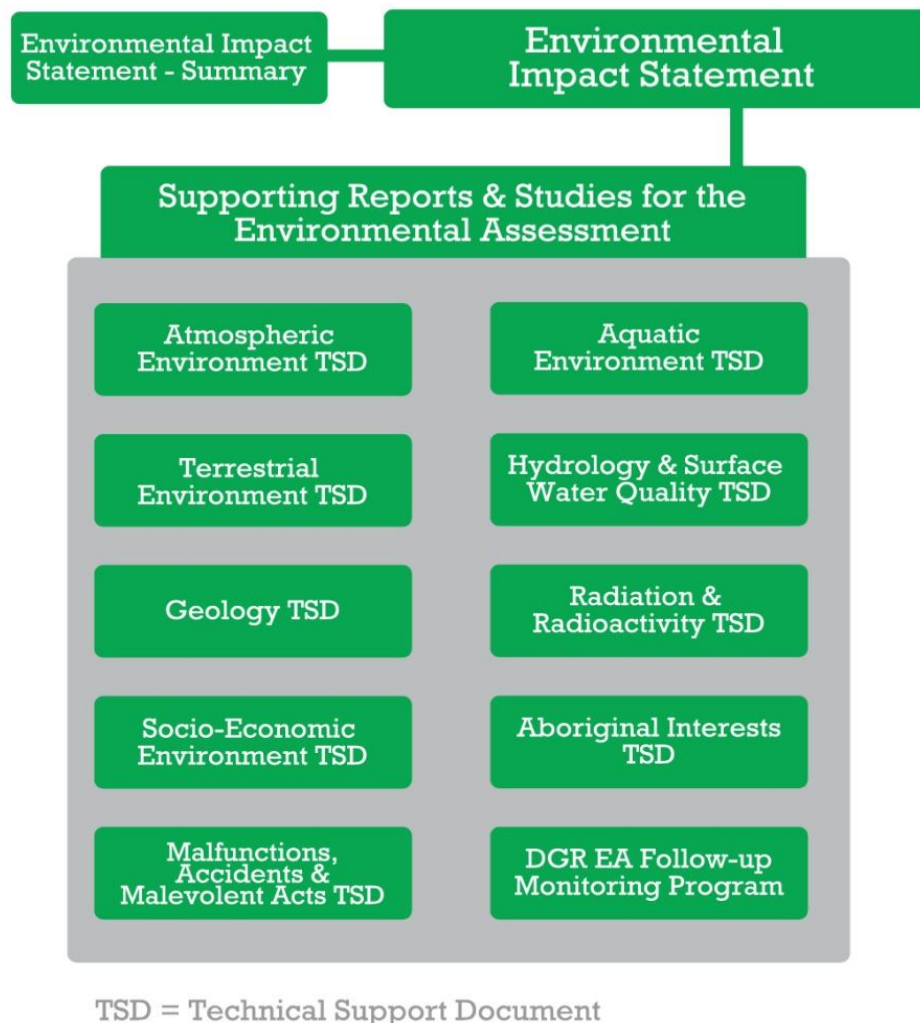 Environmental Impact
Statement - Summary
Environmental
Impact Statement
Supporting Reports & Studies for the
Environmental Assessment
Atmospheric
Environment TSD
Aquatic
Environment TSD
Terrestrial
Environment TSD
Hydrology & Surface
Water Quality TSD
Geology TSD
Radiation &
Radioactivity TSD
Socio-Economic
Environment TSD
Aboriginal Interests
TSD
Malfunctions,
Accidents &
Malevolent Acts TSD
DGR EA Follow-up
Monitoring Program
TSD = Technical Support Document